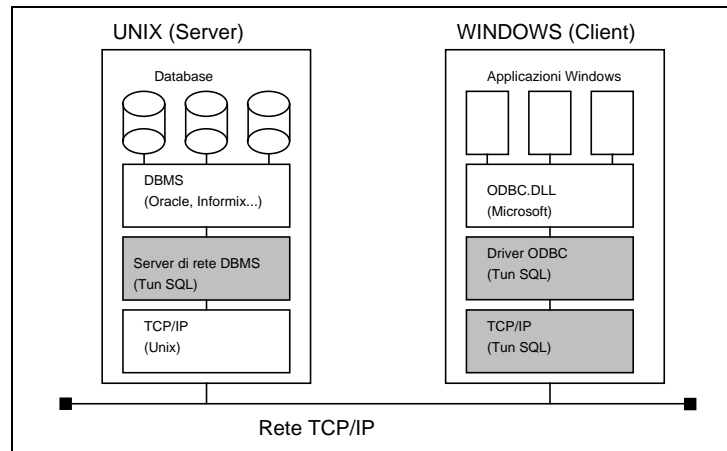 UNIX (Server)
Database
DBMS
(Oracle, Informix...)
Server di rete DBMS
(Tun SQL)
TCP/IP
(Unix)
WINDOWS (Client)
Applicazioni Windows
ODBC.DLL
(Microsoft)
Driver ODBC
(Tun SQL)
TCP/IP
(Tun SQL)
Rete TCP/IP